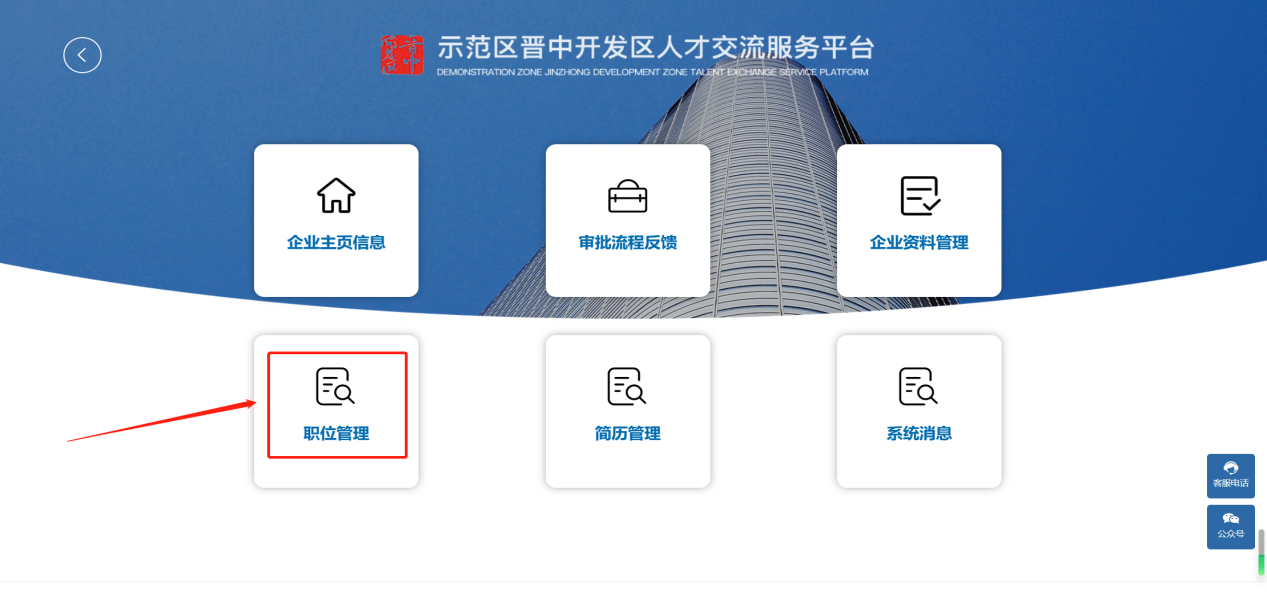 示范区晋中开发区人才交流服务平台
DEMONSTRATION ZONE JINZHONG DEVELOPMENT ZONE TALENT EXCHANGE SERVICE PLATFORM
企业主页信息
审批流程反馈
企业资料管理
职位管理
简历管理
系统消息
客服电话
公众号